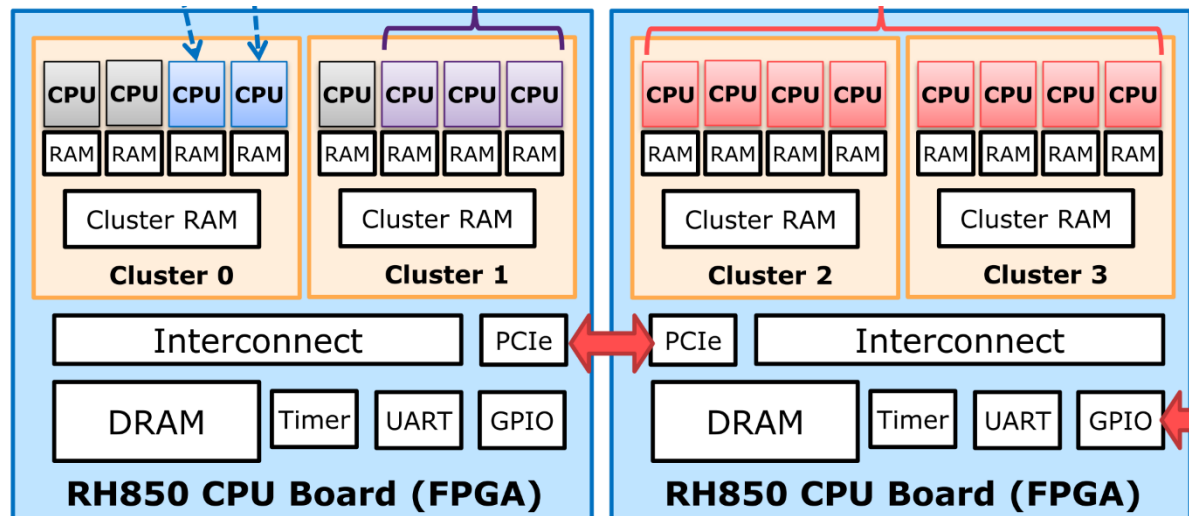 CPU CPU CPU CPU
RAM RAM RAM RAM
Cluster RAM
Cluster 0
CPU CPU CPU CPU
RAM RAM RAM RAM
Cluster RAM
Cluster 1
Interconnect PCIe
DRAM Timer UART GPIO
RH850 CPU Board (FPGA)
CPU CPU CPU CPU
RAM RAM RAM RAM
Cluster RAM
Cluster 2
CPU CPU CPU CPU
RAM RAM RAM RAM
Cluster RAM
Cluster 3
PCIe Interconnect
DRAM Timer UART GPIO
RH850 CPU Board (FPGA)